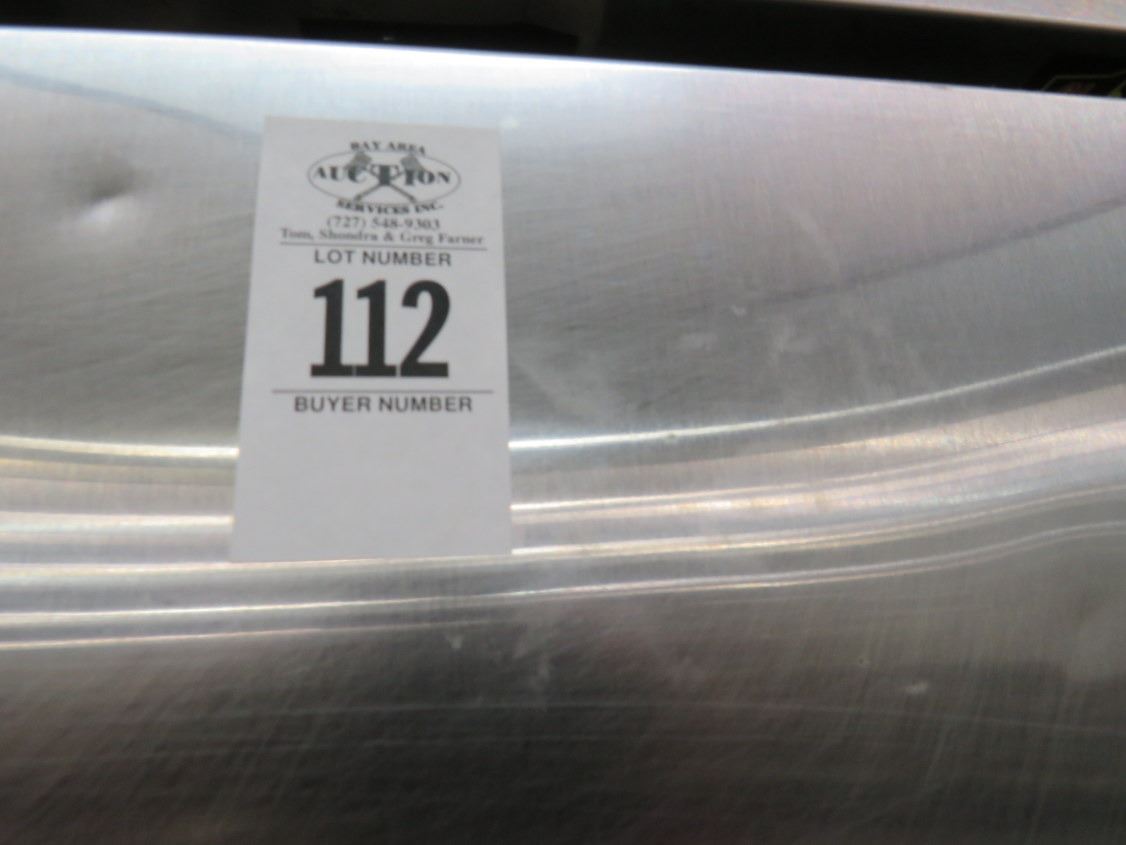 BAY AREA
AUCTION
SERVICES INC.
(727) 548-9303
Tom, Shondra & Greg Farner
LOT NUMBER
112
BUYER NUMBER